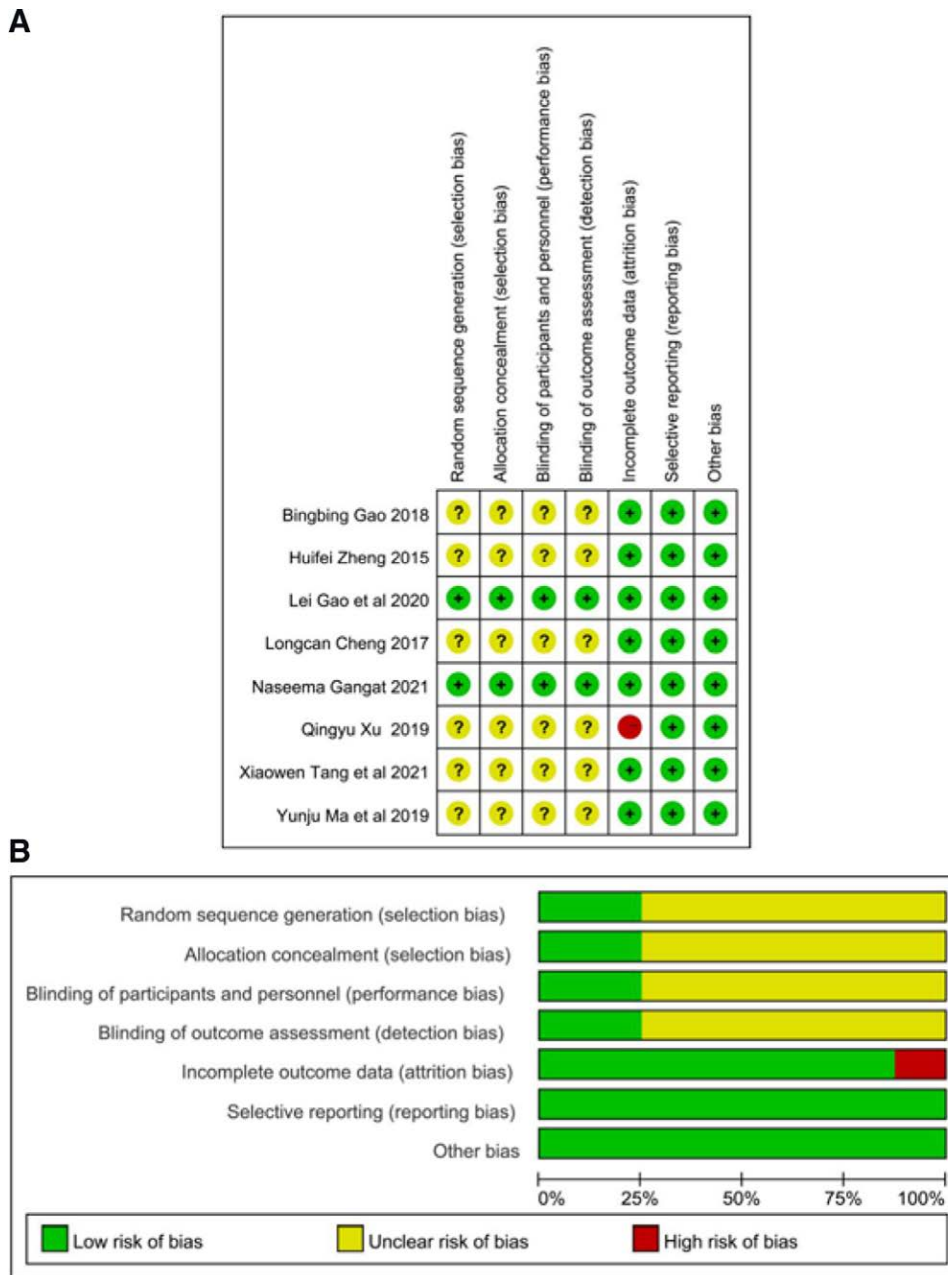 A
Random sequence generation (selection bias)
Allocation concealment (selection bias)
Blinding of participants and personnel (performance bias)
Blinding of outcome assessment (detection bias)
Incomplete outcome data (attrition bias)
Selective reporting (reporting bias)
Other bias
Bingbing Gao 2018 ? ? ? ? + + +
Huifei Zheng 2015 ? ? ? ? + + +
Lei Gao et al 2020 + + + + + + +
Longcan Cheng 2017 ? ? ? ? + + +
Naseema Gangat 2021 + + + + + + +
Qingyu Xu 2019 ? ? ? ? + +
Xiaowen Tang et al 2021 ? ? ? ? + + +
Yunju Ma et al 2019 ? ? ? ? + + +
B
Random sequence generation (selection bias)
Allocation concealment (selection bias)
Blinding of participants and personnel (performance bias)
Blinding of outcome assessment (detection bias)
Incomplete outcome data (attrition bias)
Selective reporting (reporting bias)
Other bias
0% 25% 50% 75% 100%
Low risk of bias Unclear risk of bias High risk of bias